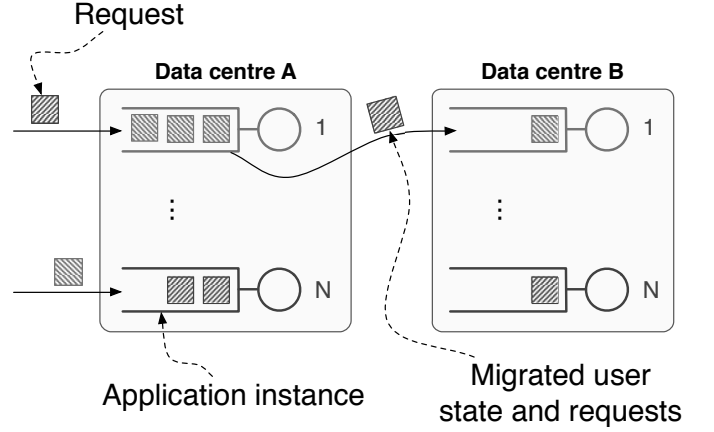 Request
Data centre A
Data centre B
1
1
⋮
⋮
N
N
Application instance
Migrated user
state and requests